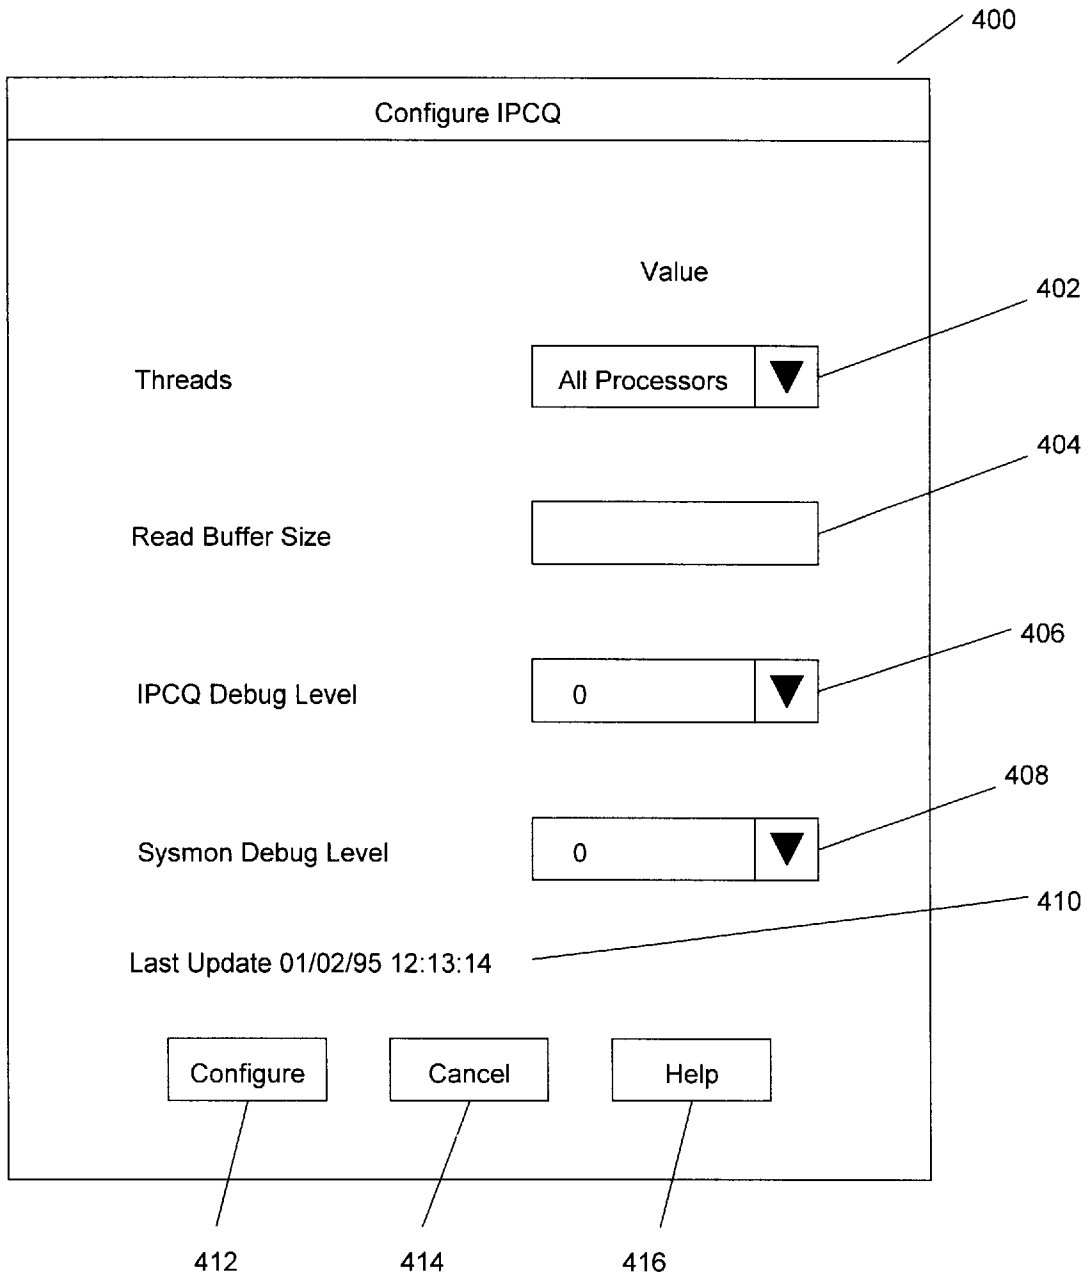 400
Configure IPCQ
Value
402
Threads
All Processors
404
Read Buffer Size
406
IPCQ Debug Level
0
408
Sysmon Debug Level
0
410
Last Update 01/02/95 12:13:14
Configure
Cancel
Help
412
414
416